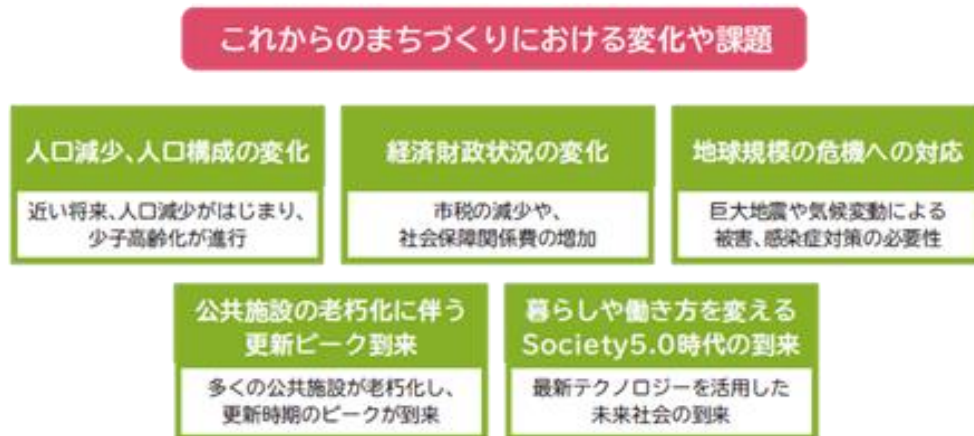 これからのまちづくりにおける変化や課題
人口減少、人口構成の変化
近い将来、人口減少がはじまり、
少子高齢化が進行
経済財政状況の変化
市税の減少や、
社会保障関係費の増加
地球規模の危機への対応
巨大地震や気候変動による
被害、感染症対策の必要性
公共施設の老朽化に伴う
更新ピーク到来
多くの公共施設が老朽化し、
更新時期のピークが到来
暮らしや働き方を変える
Society5.0時代の到来
最新テクノロジーを活用した
未来社会の到来